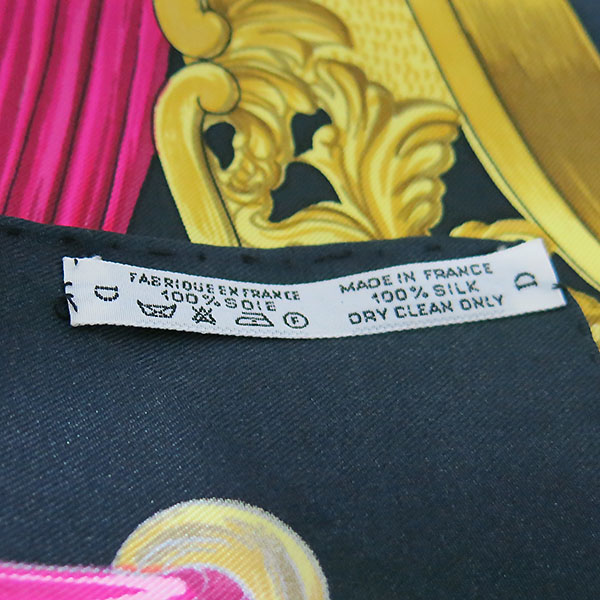 D
FABRIQUE EN FRANCE
100% SOIE
F
MADE IN FRANCE
100% SILK
DRY CLEAN ONLY
D